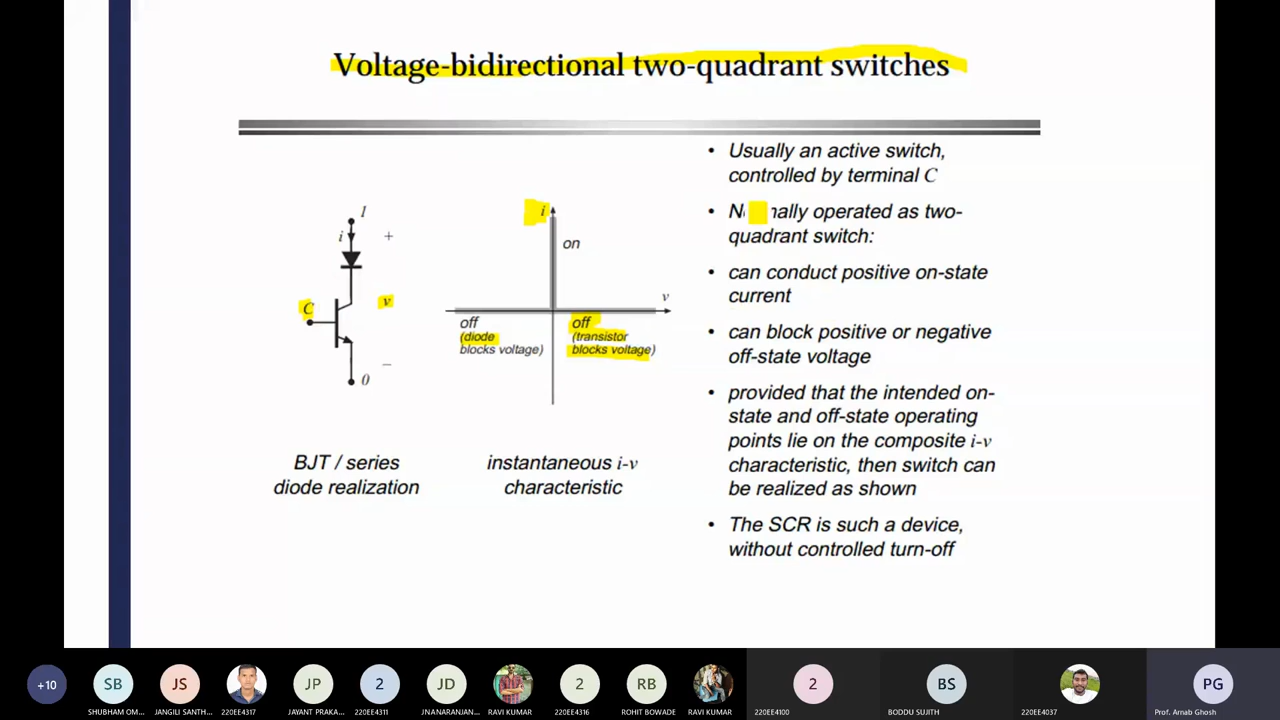 Voltage-bidirectional two-quadrant switches
1
i
+
C
v
−
0
BJT / series
diode realization
i
on
v
off
(diode
blocks voltage)
off
(transistor
blocks voltage)
instantaneous i-v
characteristic
• Usually an active switch,
controlled by terminal C
• N mally operated as two-
quadrant switch:
• can conduct positive on-state
current
• can block positive or negative
off-state voltage
• provided that the intended on-
state and off-state operating
points lie on the composite i-v
characteristic, then switch can
be realized as shown
• The SCR is such a device,
without controlled turn-off
+10
SB
JS
JP
2
JD
2
RB
2
BS
PG
SHUBHAM OM...
JANGILI SANTH...
220EE4317
JAYANT PRAKA...
220EE4311
JNANARANJAN...
RAVI KUMAR
220EE4316
ROHIT BOWADE
RAVI KUMAR
220EE4100
BODDU SUJITH
220EE4037
Prof. Arnab Ghosh